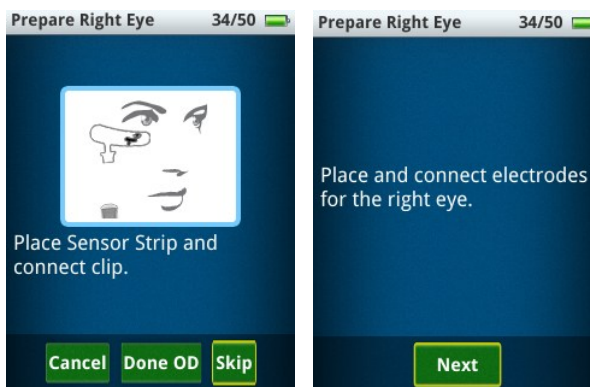 Prepare Right Eye 34/50
Place Sensor Strip and
connect clip.
Cancel Done OD Skip
Prepare Right Eye 34/50
Place and connect electrodes
for the right eye.
Next